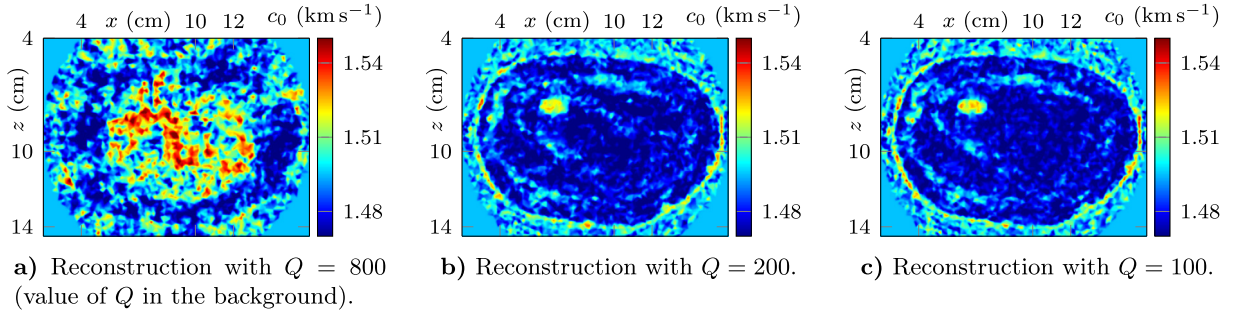 4 x (cm) 10 12 c₀ (km s⁻¹)
4
z (cm)
10
14
1.54
1.51
1.48
a) Reconstruction with Q = 800
(value of Q in the background).
4 x (cm) 10 12 c₀ (km s⁻¹)
4
z (cm)
10
14
1.54
1.51
1.48
b) Reconstruction with Q = 200.
4 x (cm) 10 12 c₀ (km s⁻¹)
4
z (cm)
10
14
1.54
1.51
1.48
c) Reconstruction with Q = 100.